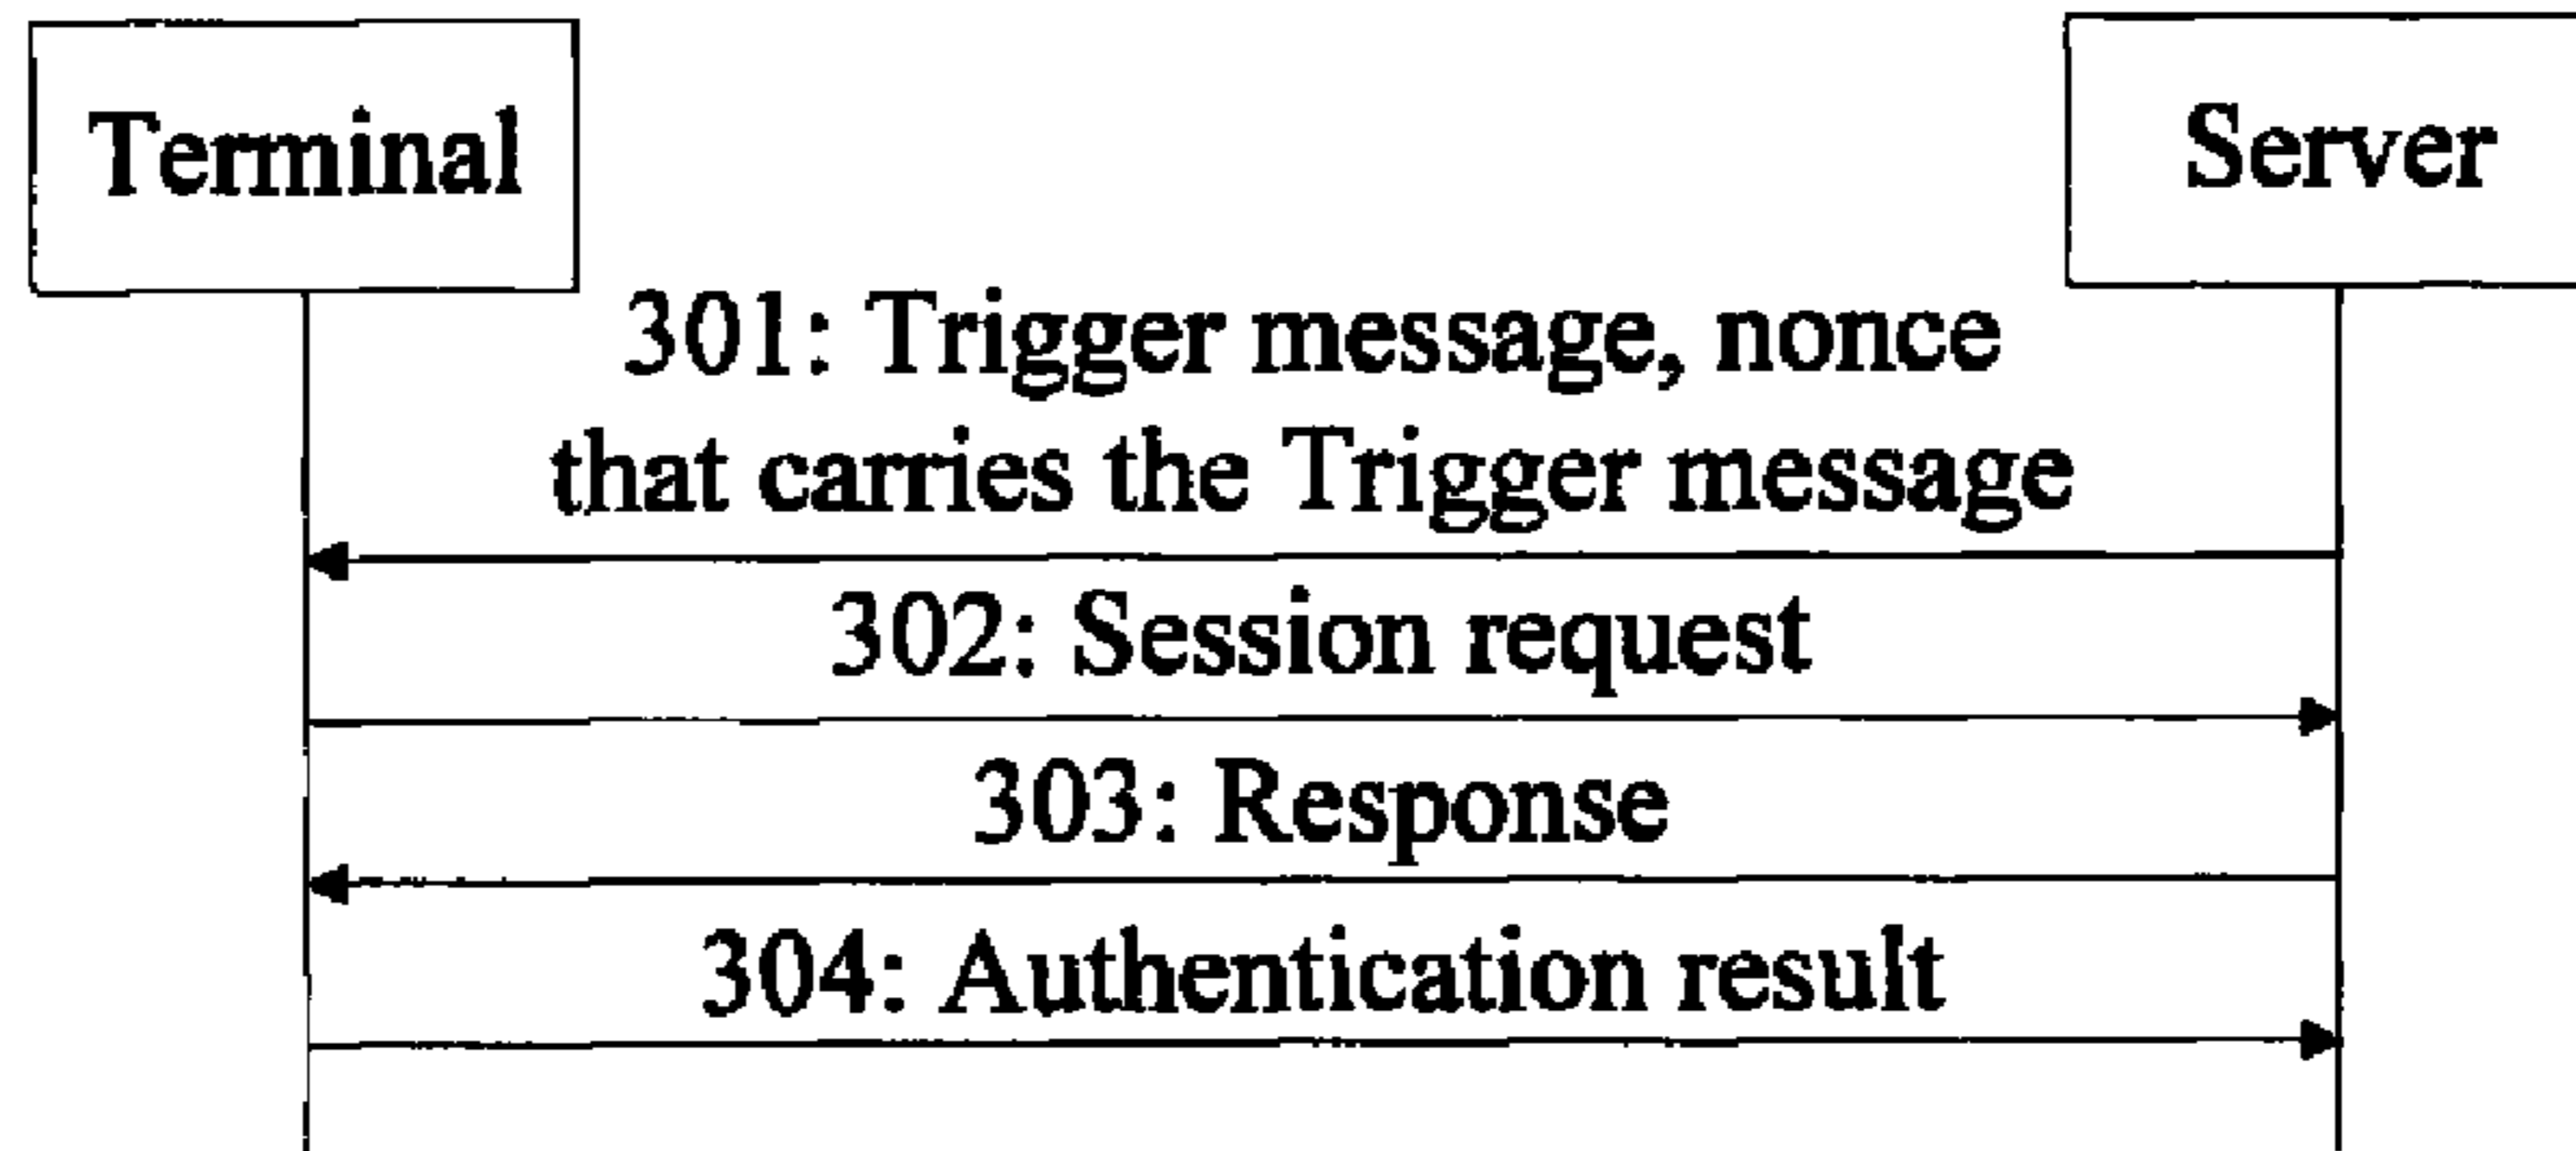 Terminal
Server
301: Trigger message, nonce
that carries the Trigger message
302: Session request
303: Response
304: Authentication result